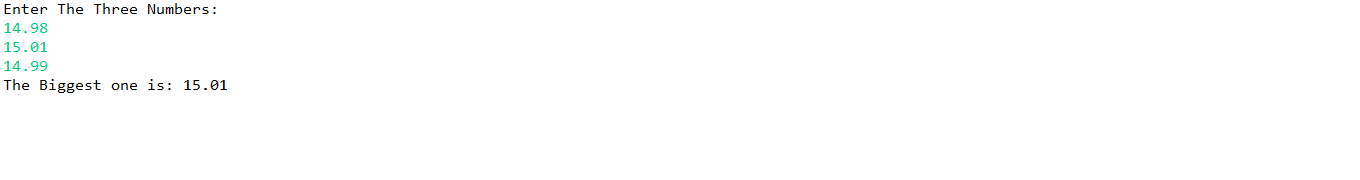 Enter The Three Numbers:
14.98
15.01
14.99
The Biggest one is: 15.01